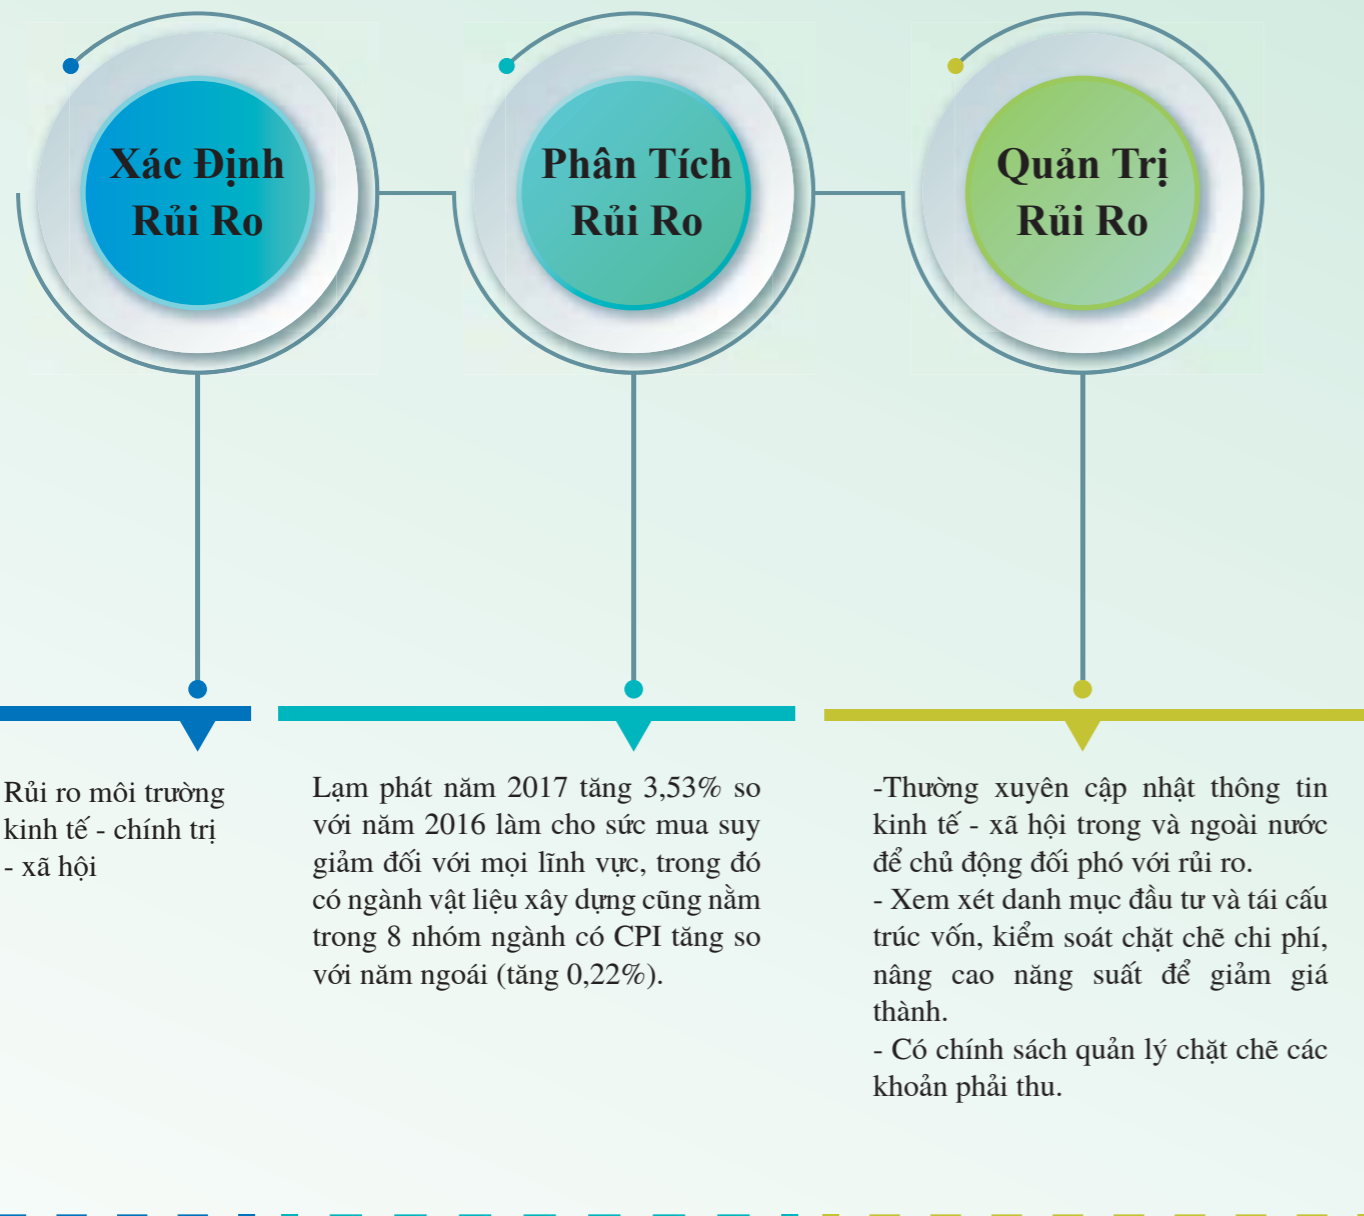 Xác Định
Rủi Ro
Phân Tích
Rủi Ro
Quản Trị
Rủi Ro
Rủi ro môi trường
kinh tế - chính trị
- xã hội
Lạm phát năm 2017 tăng 3,53% so
với năm 2016 làm cho sức mua suy
giảm đối với mọi lĩnh vực, trong đó
có ngành vật liệu xây dựng cũng nằm
trong 8 nhóm ngành có CPI tăng so
với năm ngoái (tăng 0,22%).
-Thường xuyên cập nhật thông tin
kinh tế - xã hội trong và ngoài nước
để chủ động đối phó với rủi ro.
- Xem xét danh mục đầu tư và tái cấu
trúc vốn, kiểm soát chặt chẽ chi phí,
nâng cao năng suất để giảm giá
thành.
- Có chính sách quản lý chặt chẽ các
khoản phải thu.